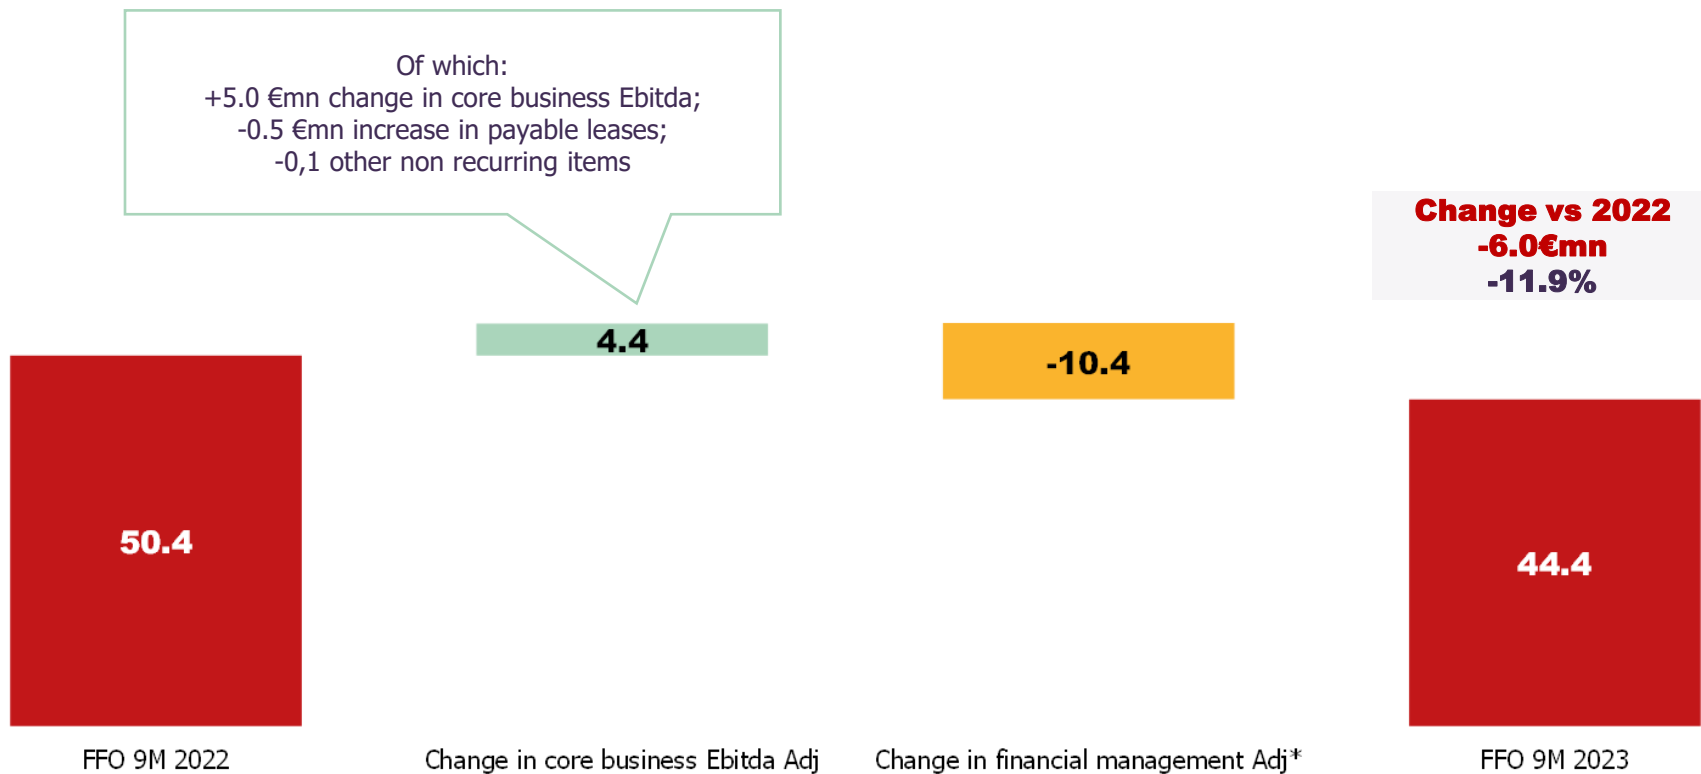 Of which:
+5.0 €mn change in core business Ebitda;
-0.5 €mn increase in payable leases;
-0,1 other non recurring items
Change vs 2022
-6.0€mn
-11.9%
4.4
-10.4
50.4
44.4
FFO 9M 2022
Change in core business Ebitda Adj
Change in financial management Adj*
FFO 9M 2023